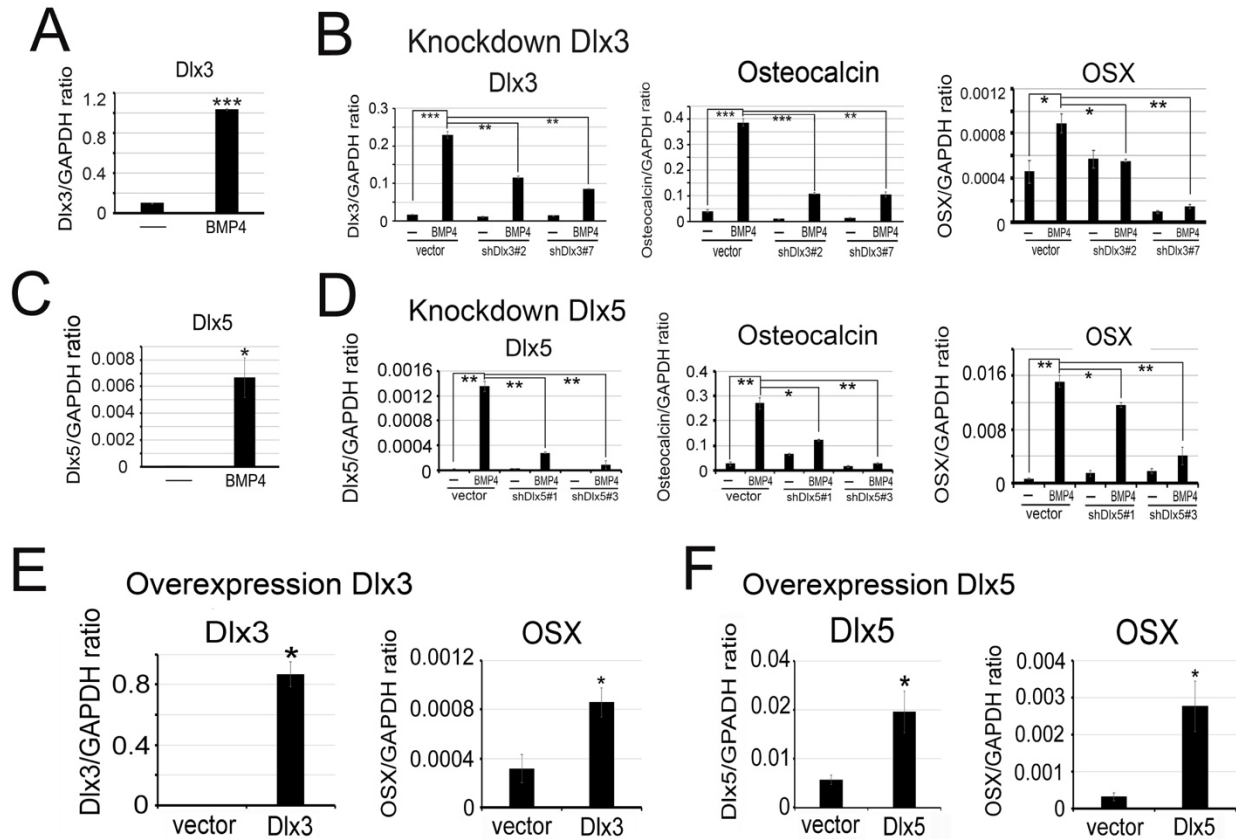 A
Dlx3
Dlx3/GAPDH ratio
1.2
0.8
0.4
0
***
— BMP4
B
Knockdown Dlx3
Dlx3
Dlx3/GAPDH ratio
0.3
0.2
0.1
0
*** ** **
– BMP4 – BMP4 – BMP4
vector shDlx3#2 shDlx3#7
Osteocalcin
Osteocalcin/GAPDH ratio
0.4
0.3
0.2
0.1
0
*** *** **
– BMP4 – BMP4 – BMP4
vector shDlx3#2 shDlx3#7
OSX
OSX/GAPDH ratio
0.0012
0.0008
0.0004
0
* * **
– BMP4 – BMP4 – BMP4
vector shDlx3#2 shDlx3#7
C
Dlx5
Dlx5/GAPDH ratio
0.008
0.006
0.004
0.002
0
*
— BMP4
D
Knockdown Dlx5
Dlx5
Dlx5/GAPDH ratio
0.0016
0.0012
0.0008
0.0004
0
** ** **
– BMP4 – BMP4 – BMP4
vector shDlx5#1 shDlx5#3
Osteocalcin
Osteocalcin/GAPDH ratio
0.4
0.3
0.2
0.1
0
** * **
– BMP4 – BMP4 – BMP4
vector shDlx5#1 shDlx5#3
OSX
OSX/GAPDH ratio
0.016
0.008
0
** * **
– BMP4 – BMP4 – BMP4
vector shDlx5#1 shDlx5#3
E
Overexpression Dlx3
Dlx3
Dlx3/GAPDH ratio
0.8
0.4
0
*
vector Dlx3
OSX
OSX/GAPDH ratio
0.0012
0.0008
0.0004
0
*
vector Dlx3
F
Overexpression Dlx5
Dlx5
Dlx5/GPADH ratio
0.04
0.02
0.01
0
*
vector Dlx5
OSX
OSX/GAPDH ratio
0.004
0.003
0.002
0.001
0
*
vector Dlx5